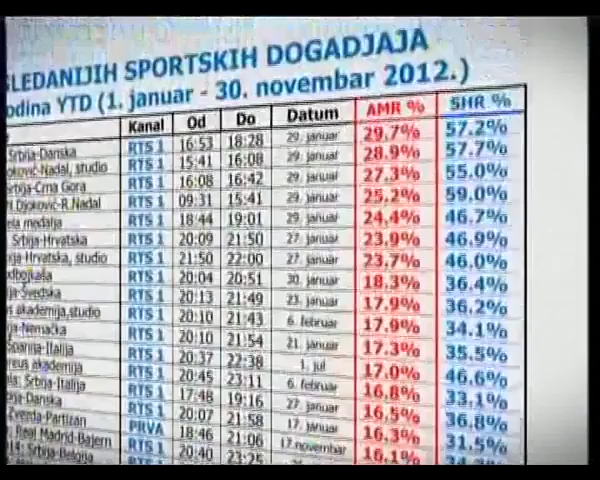 SLEDANIJIH SPORTSKIH DOGADJAJA
odina YTD (1. januar - 30. novembar 2012.)
Kanal Od Do Datum AMR % SHR %
Srbija-Danska RTS 1 16:53 18:28 29. januar 29.7% 57.2%
oković-Nadal, studio RTS 1 15:41 16:08 29. januar 28.9% 57.7%
rbija-Crna Gora RTS 1 16:08 16:42 29. januar 27.3% 55.0%
Djoković-R.Nadal RTS 1 09:31 15:41 29. januar 25.2% 59.0%
ela medalja RTS 1 18:44 19:01 29. januar 24.4% 46.7%
Srbija-Hrvatska RTS 1 20:09 21:50 27. januar 23.9% 46.9%
ja-Hrvatska, studio RTS 1 21:50 22:00 27. januar 23.7% 46.0%
odbojkaša RTS 1 20:04 20:51 30. januar 18.3% 36.4%
ja-Švedska RTS 1 20:13 21:49 23. januar 17.9% 36.2%
s akademija,studio RTS 1 20:10 21:43 6. februar 17.9% 34.1%
ja-Nemačka RTS 1 20:10 21:54 21. januar 17.3% 35.5%
Španija-Italija RTS 1 20:37 22:38 1. jul 17.0% 46.6%
reus akademija RTS 1 20:45 23:11 6. februar 16.8% 33.1%
la: Srbija-Italija RTS 1 17:48 19:16 27. januar 16.5% 36.8%
ja-Danska RTS 1 20:07 21:58 17. januar 16.3% 31.5%
Zvezda-Partizan PRVA 18:46 21:06 17.novembar 16.1%
Real Madrid-Bajern RTS 1 20:40 23:25
14: Srbija-Belgija